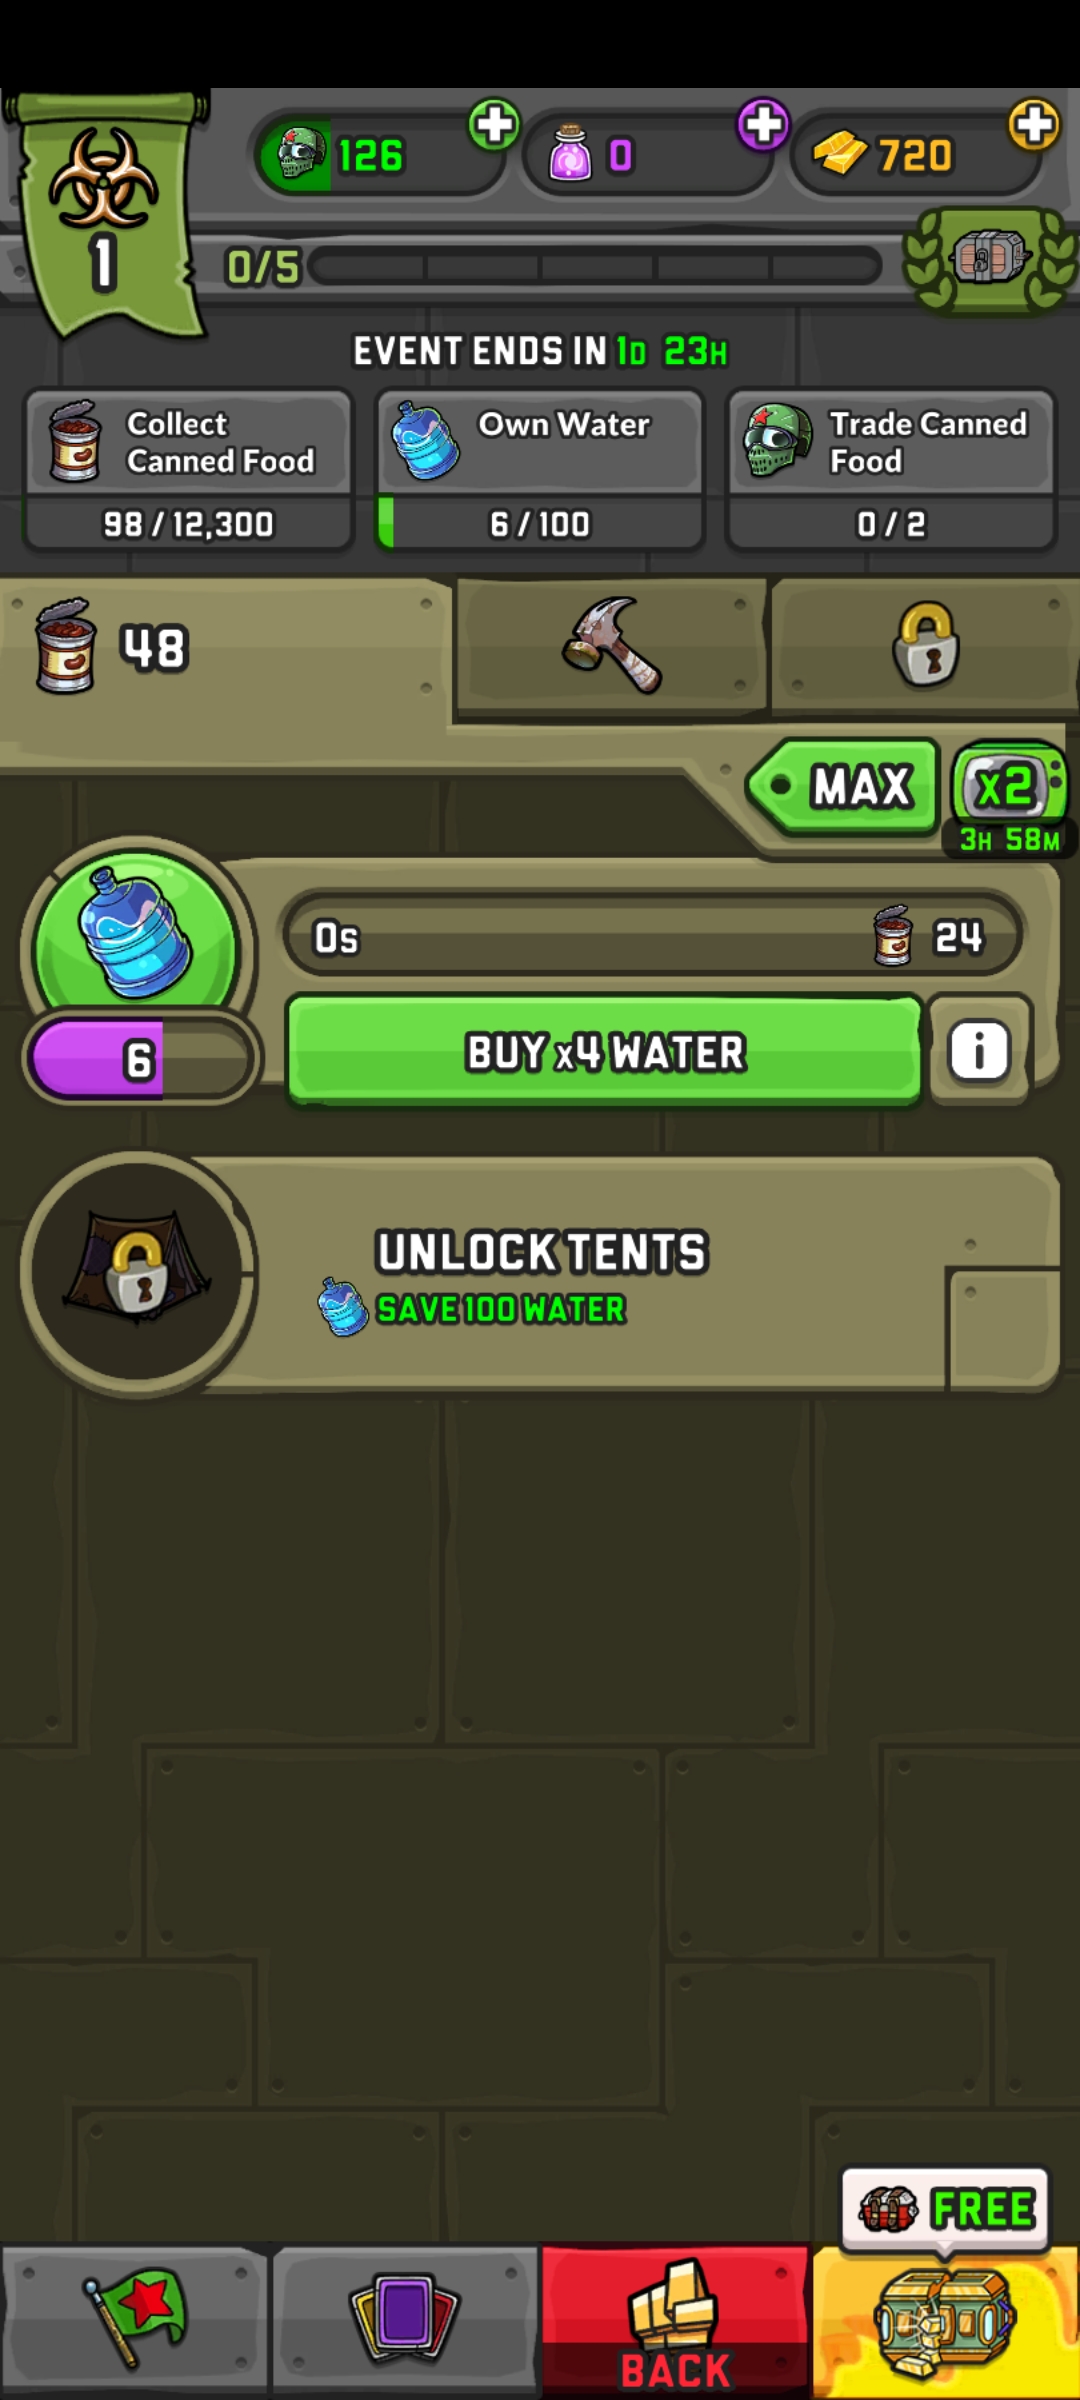 126
0
720
1
0/5
EVENT ENDS IN 1D 23H
Collect
Canned Food
98 / 12,300
Own Water
6 / 100
Trade Canned
Food
0 / 2
48
MAX
x2
3H 58M
0s
24
6
BUY x4 WATER
i
UNLOCK TENTS
SAVE 100 WATER
FREE
BACK